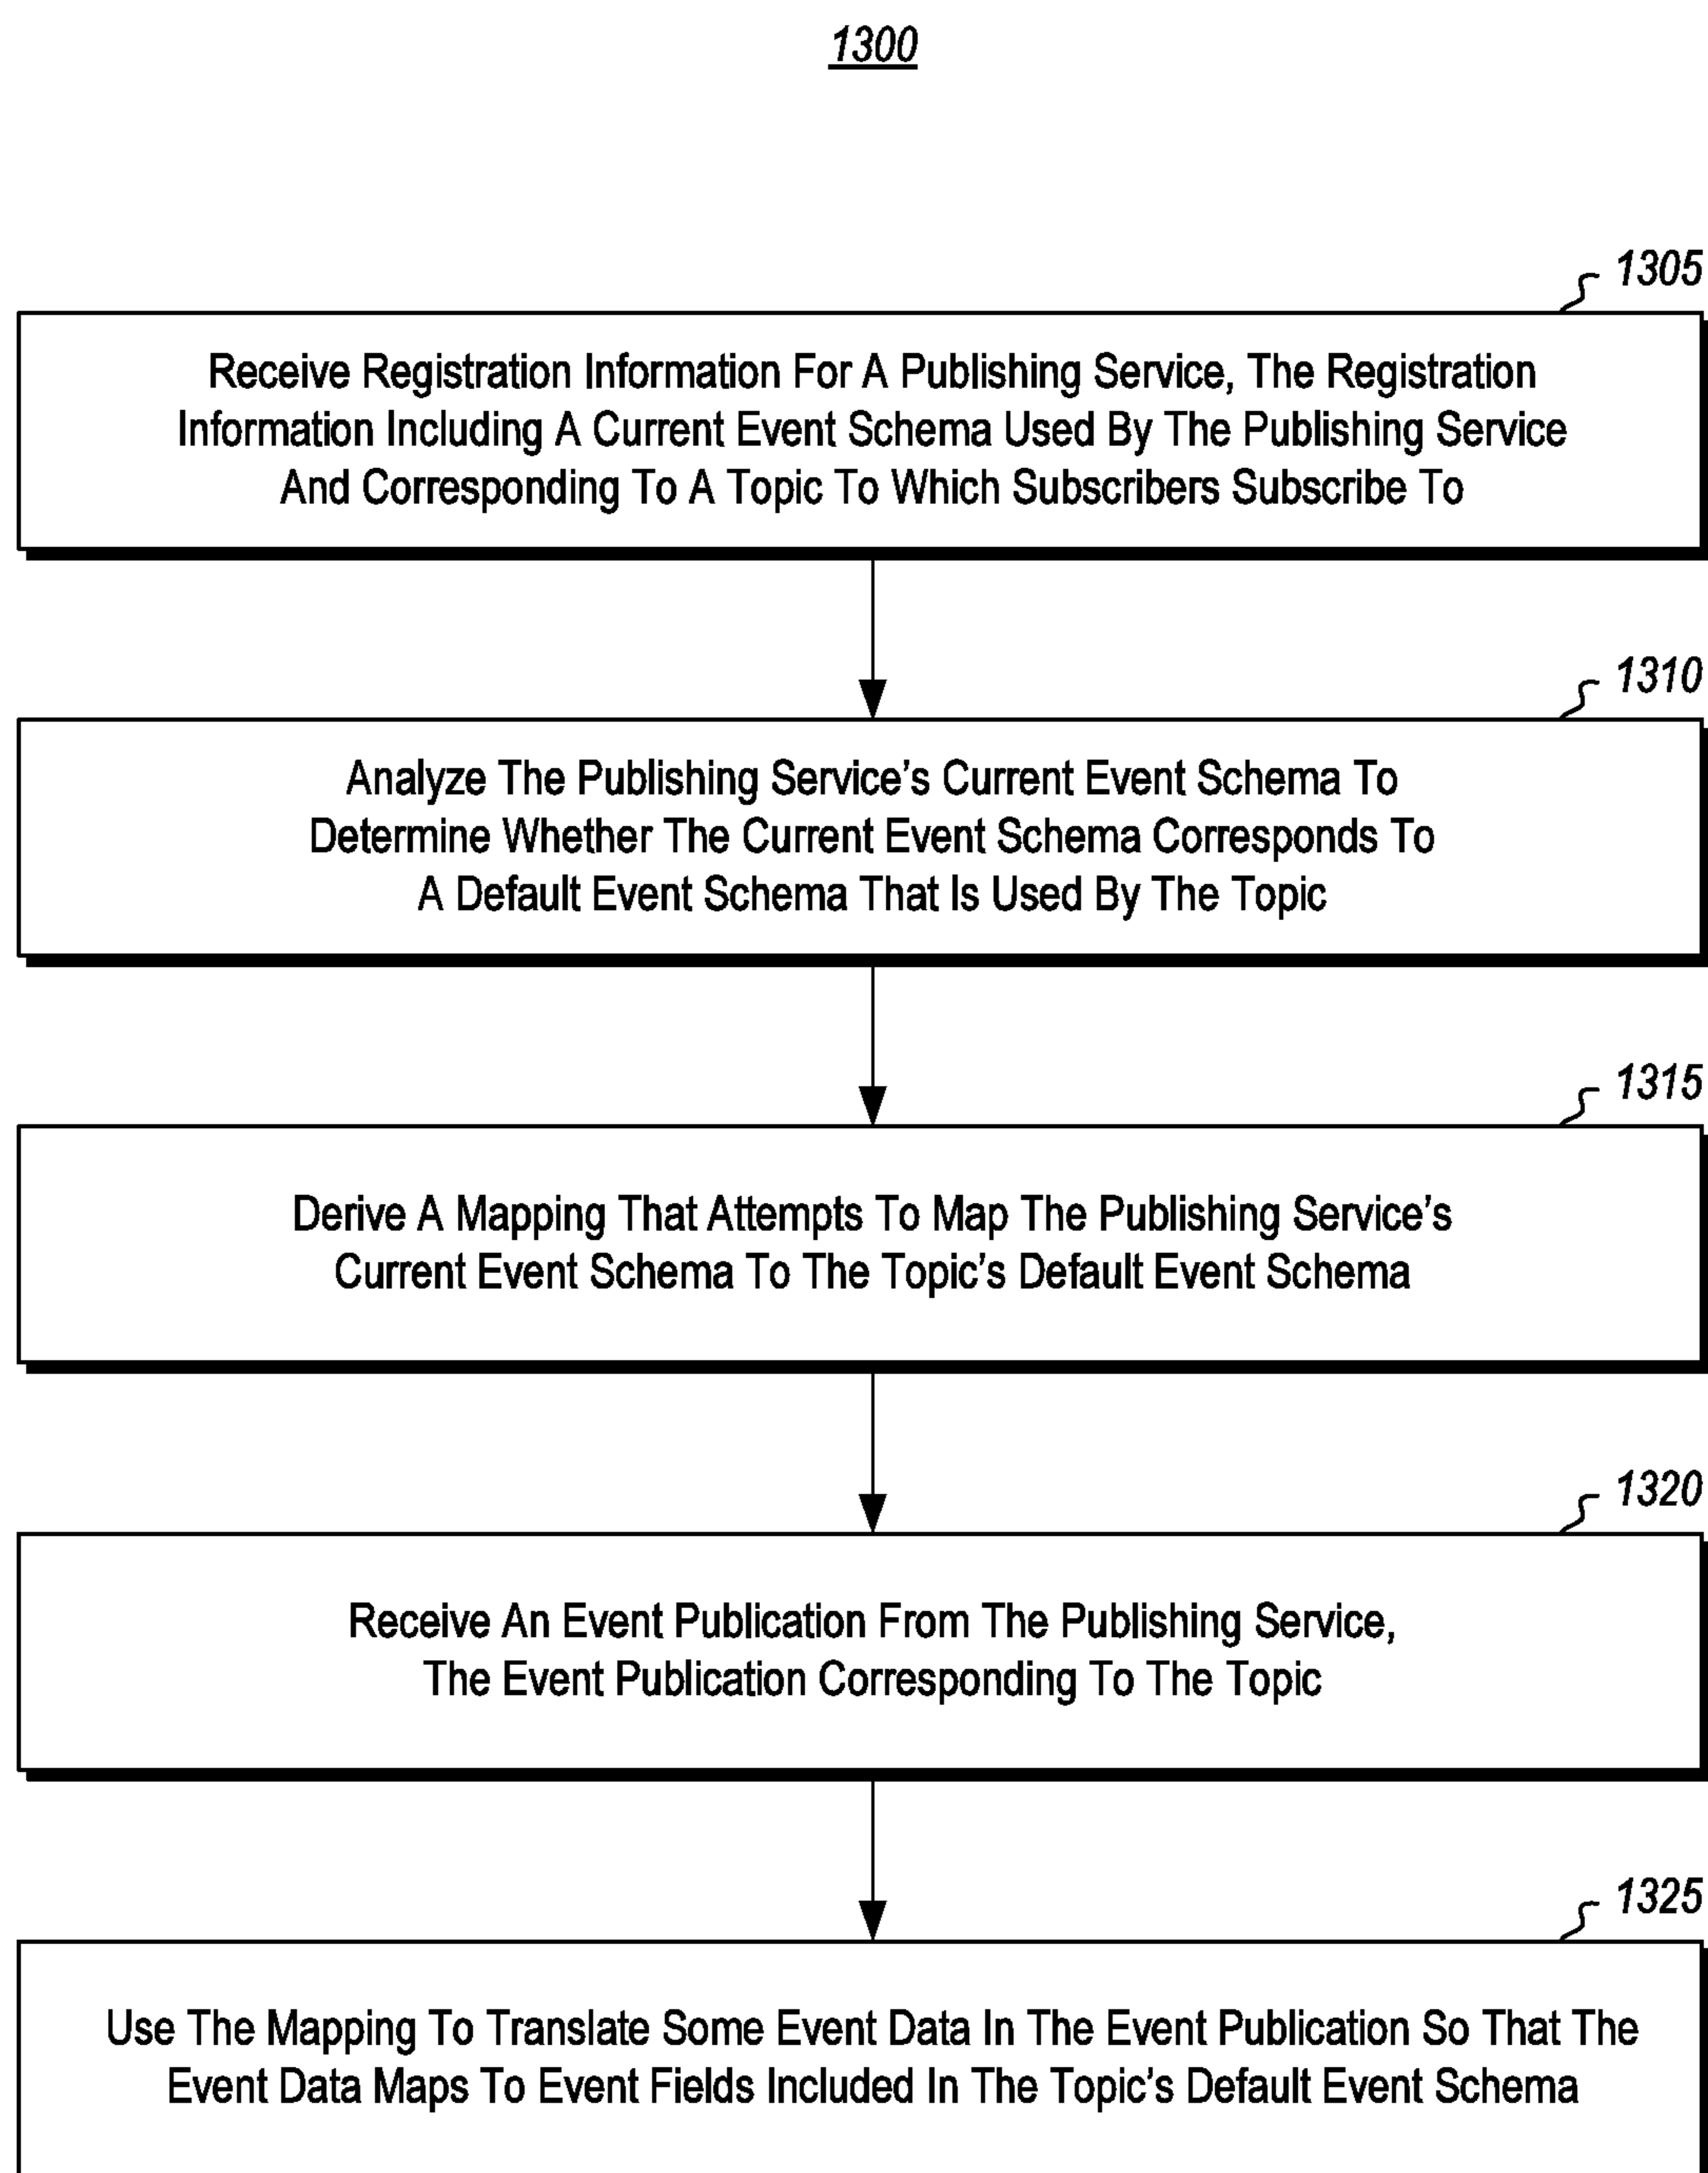 1300
1305
Receive Registration Information For A Publishing Service, The Registration
Information Including A Current Event Schema Used By The Publishing Service
And Corresponding To A Topic To Which Subscribers Subscribe To
1310
Analyze The Publishing Service’s Current Event Schema To
Determine Whether The Current Event Schema Corresponds To
A Default Event Schema That Is Used By The Topic
1315
Derive A Mapping That Attempts To Map The Publishing Service’s
Current Event Schema To The Topic’s Default Event Schema
1320
Receive An Event Publication From The Publishing Service,
The Event Publication Corresponding To The Topic
1325
Use The Mapping To Translate Some Event Data In The Event Publication So That The
Event Data Maps To Event Fields Included In The Topic’s Default Event Schema